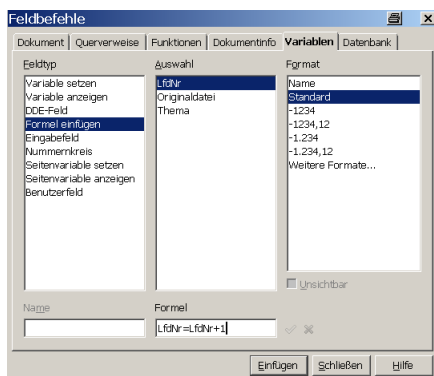 Feldbefehle
Dokument Querverweise Funktionen Dokumentinfo Variablen Datenbank
Feldtyp
Variable setzen
Variable anzeigen
DDE-Feld
Formel einfügen
Eingabefeld
Nummernkreis
Seitenvariable setzen
Seitenvariable anzeigen
Benutzerfeld
Auswahl
LfdNr
Originaldatei
Thema
Format
Name
Standard
-1234
-1234,12
-1.234
-1.234,12
Weitere Formate...
Unsichtbar
Name
Formel
LfdNr=LfdNr+1
Einfügen Schließen Hilfe